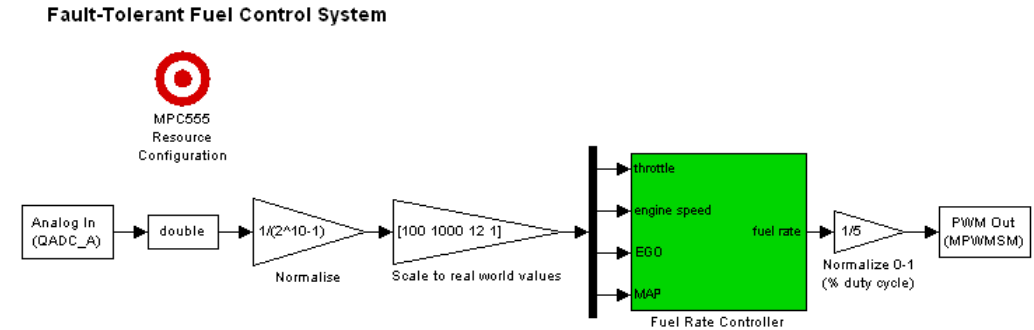 Fault-Tolerant Fuel Control System
MPC555
Resource
Configuration
Analog In
(QADC_A)
double
1/(2^10-1)
Normalise
[100 1000 12 1]
Scale to real world values
throttle
engine speed
EGO
MAP
fuel rate
Fuel Rate Controller
1/5
Normalize 0-1
(% duty cycle)
PWM Out
(MPWMSM)